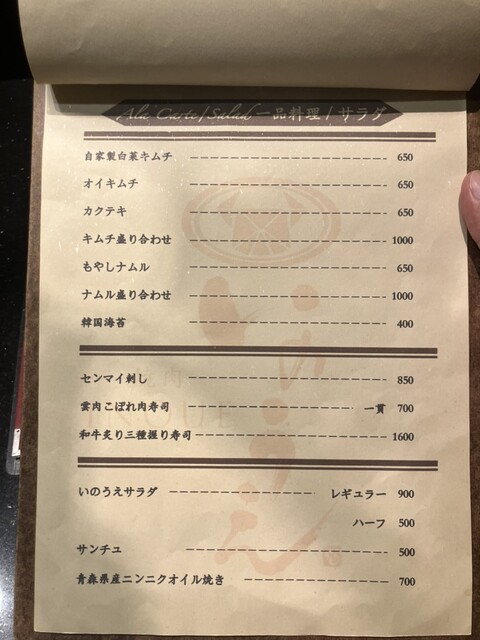 Ala Carte/Salad 一品料理/サラダ
自家製白菜キムチ 650
オイキムチ 650
カクテキ 650
キムチ盛り合わせ 1000
もやしナムル 650
ナムル盛り合わせ 1000
韓国海苔 400
センマイ刺し 850
雲肉こぼれ肉寿司 一貫 700
和牛炙り三種握り寿司 1600
いのうえサラダ レギュラー 900
ハーフ 500
サンチュ 500
青森県産ニンニクオイル焼き 700